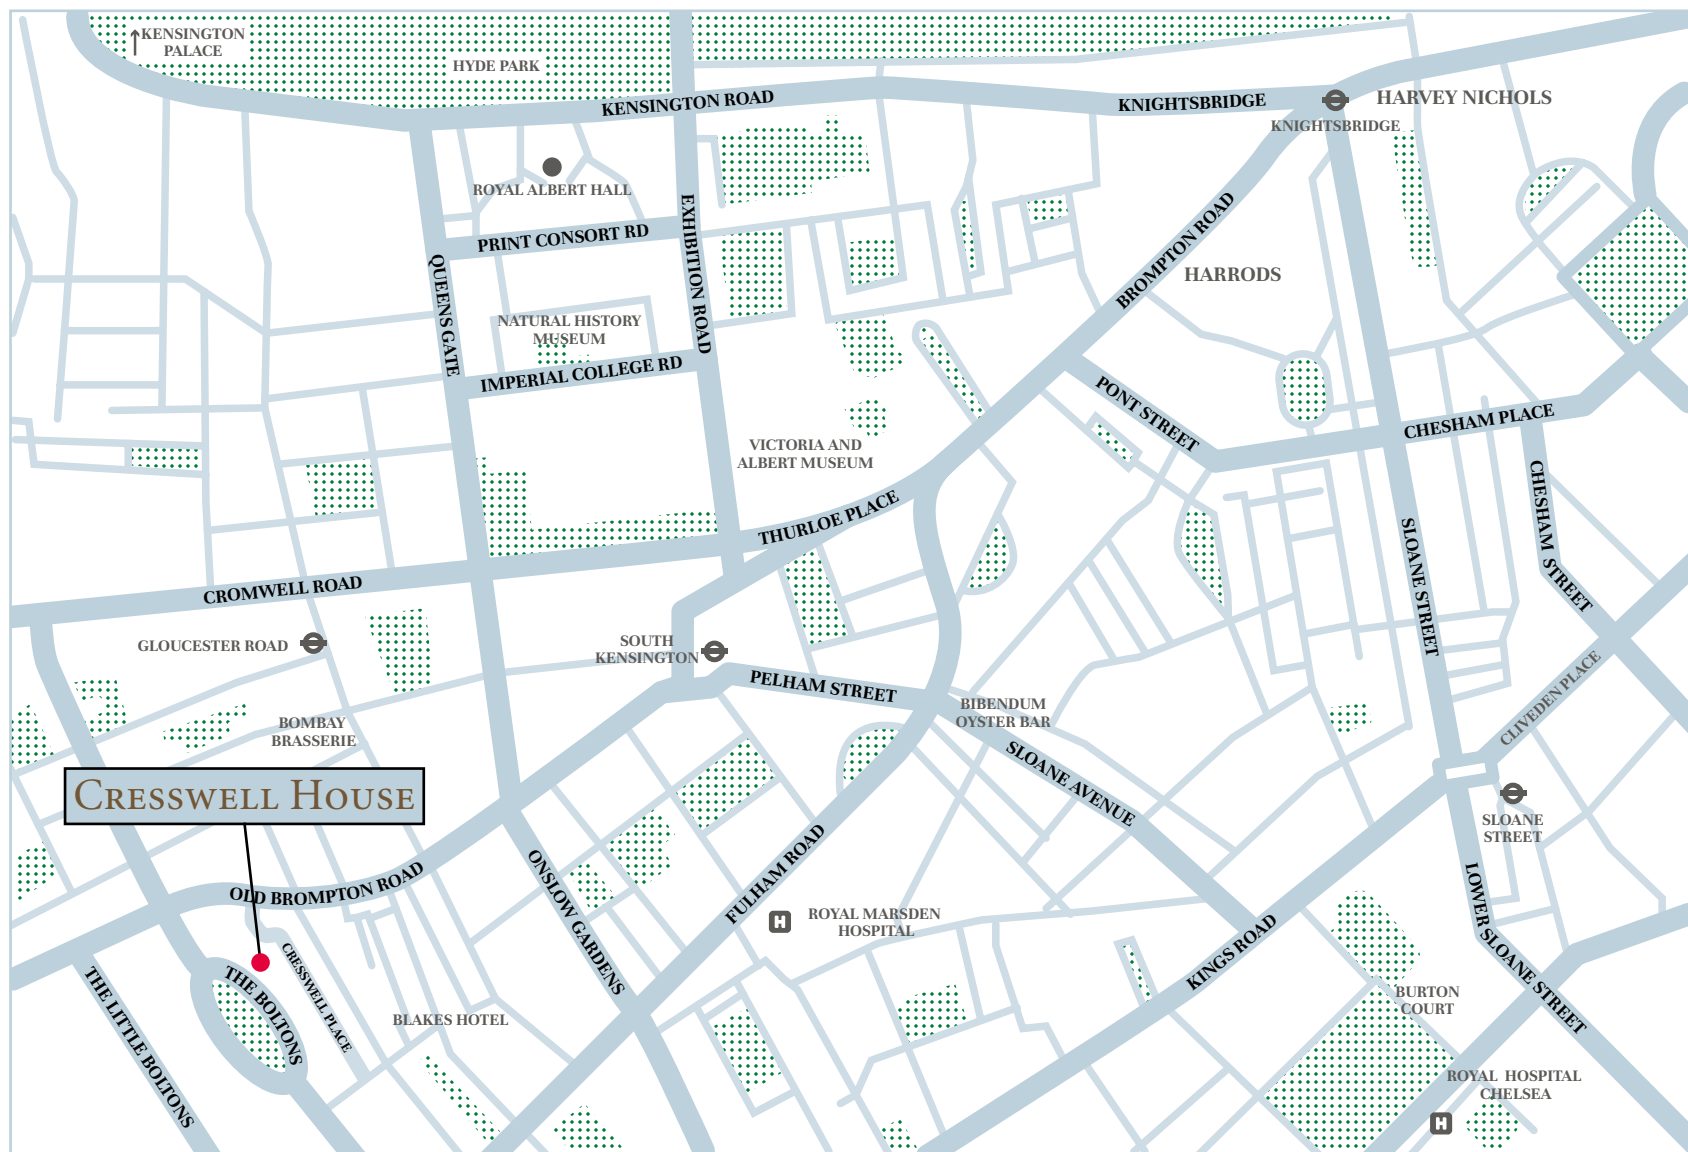 KENSINGTON
PALACE
HYDE PARK
KENSINGTON ROAD
KNIGHTSBRIDGE
HARVEY NICHOLS
KNIGHTSBRIDGE
ROYAL ALBERT HALL
PRINT CONSORT RD
EXHIBITION ROAD
QUEENS GATE
BROMPTON ROAD
HARRODS
NATURAL HISTORY
MUSEUM
IMPERIAL COLLEGE RD
PONT STREET
CHESHAM PLACE
VICTORIA AND
ALBERT MUSEUM
THURLOE PLACE
CHESHAM STREET
SLOANE STREET
CROMWELL ROAD
GLOUCESTER ROAD
SOUTH
KENSINGTON
PELHAM STREET
BIBENDUM
OYSTER BAR
CLIVEDEN PLACE
BOMBAY
BRASSERIE
SLOANE AVENUE
CRESSWELL HOUSE
SLOANE
STREET
OLD BROMPTON ROAD
ONSLOW GARDENS
FULHAM ROAD
H
ROYAL MARSDEN
HOSPITAL
KINGS ROAD
LOWER SLOANE STREET
CRESSWELL PLACE
THE BOLTONS
THE LITTLE BOLTONS
BLAKES HOTEL
BURTON
COURT
ROYAL HOSPITAL
CHELSEA
H